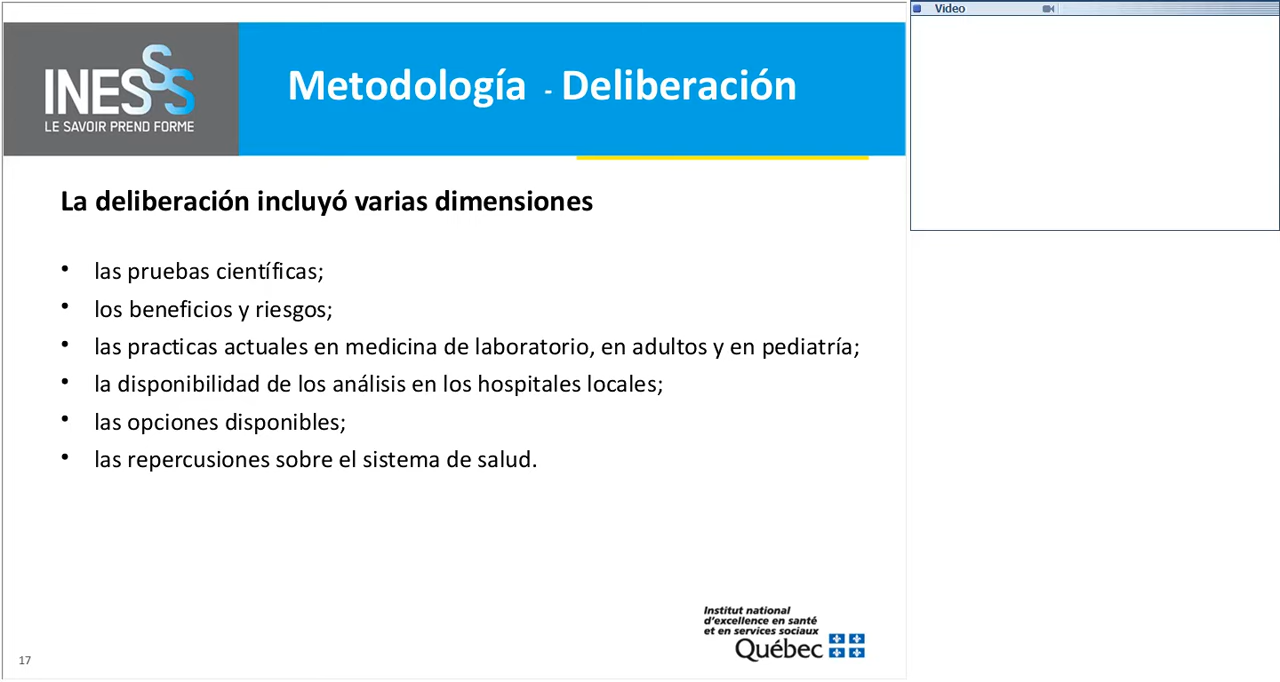 Video
INESSS
LE SAVOIR PREND FORME
Metodología - Deliberación
La deliberación incluyó varias dimensiones
• las pruebas científicas;
• los beneficios y riesgos;
• las practicas actuales en medicina de laboratorio, en adultos y en pediatría;
• la disponibilidad de los análisis en los hospitales locales;
• las opciones disponibles;
• las repercusiones sobre el sistema de salud.
Institut national
d'excellence en santé
et en services sociaux
Québec
17